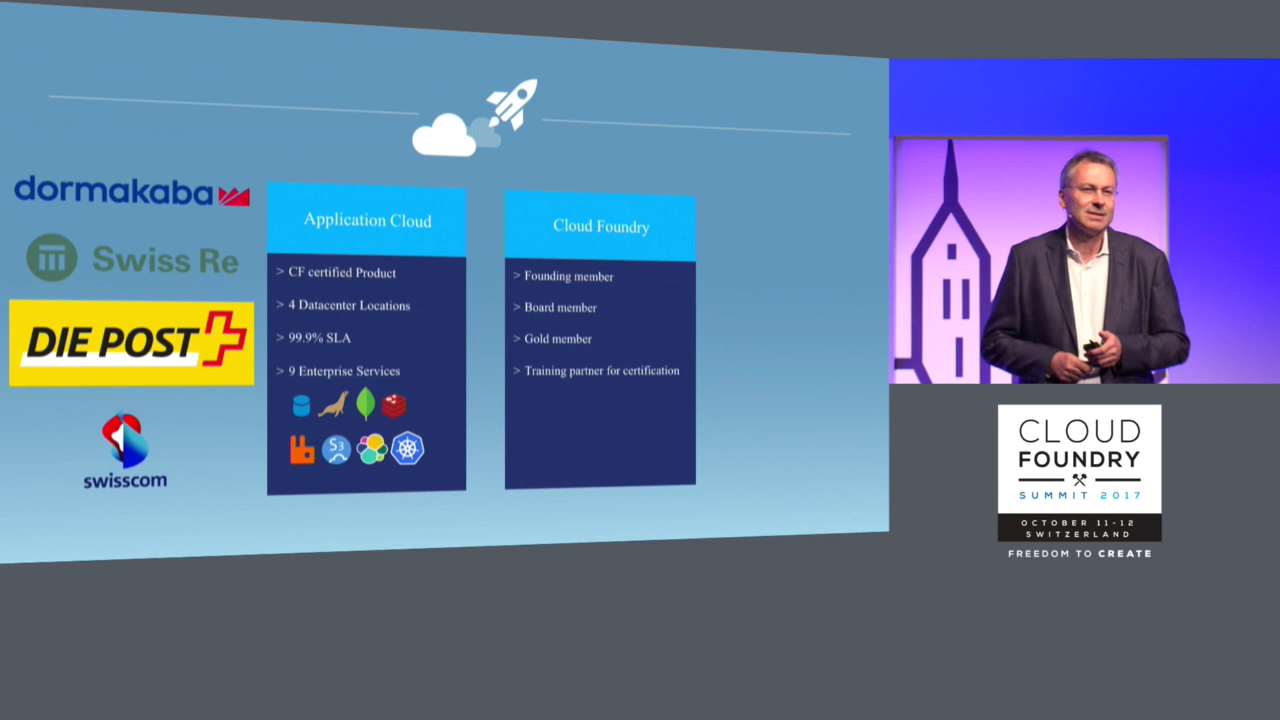 dormakaba
Swiss Re
DIE POST
swisscom
Application Cloud
> CF certified Product
> 4 Datacenter Locations
> 99.9% SLA
> 9 Enterprise Services
S3
Cloud Foundry
> Founding member
> Board member
> Gold member
> Training partner for certification
CLOUD
FOUNDRY
SUMMIT 2017
OCTOBER 11-12
SWITZERLAND
FREEDOM TO CREATE